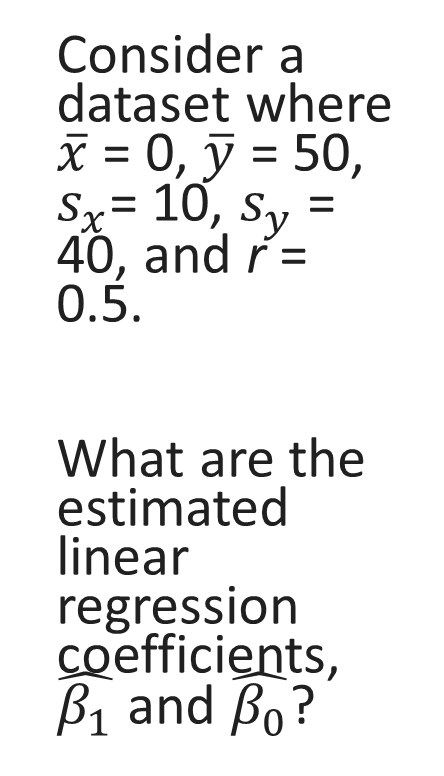 Consider a
dataset where
x̄ = 0, ȳ = 50,
sₓ= 10, s_y =
40, and r =
0.5.
What are the
estimated
linear
regression
coefficients,
β̂₁ and β̂₀?